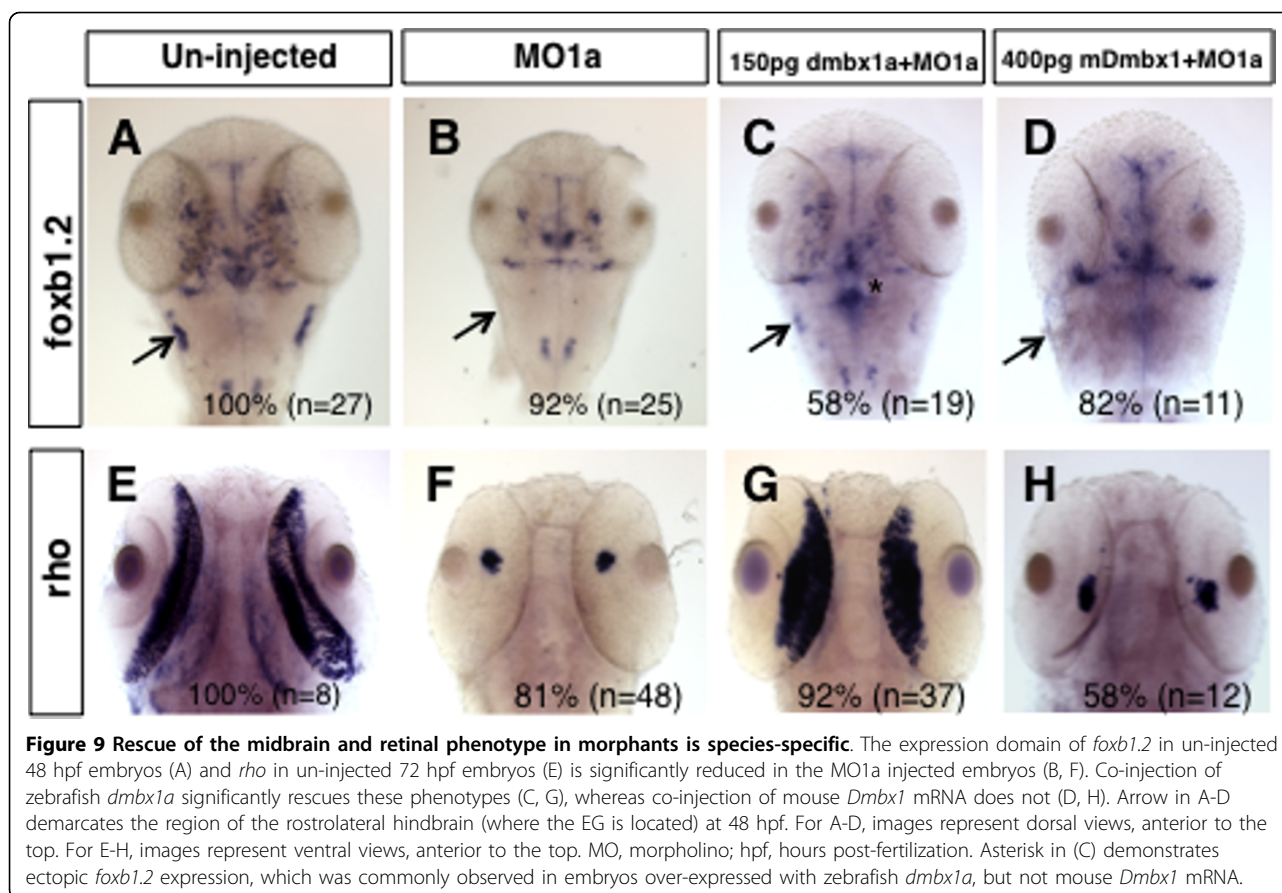 Un-injected
MO1a
150pg dmbx1a+MO1a
400pg mDmbx1+MO1a
foxb1.2
A
B
C
D
*
100% (n=27)
92% (n=25)
58% (n=19)
82% (n=11)
rho
E
F
G
H
100% (n=8)
81% (n=48)
92% (n=37)
58% (n=12)
Figure 9 Rescue of the midbrain and retinal phenotype in morphants is species-specific. The expression domain of foxb1.2 in un-injected
48 hpf embryos (A) and rho in un-injected 72 hpf embryos (E) is significantly reduced in the MO1a injected embryos (B, F). Co-injection of
zebrafish dmbx1a significantly rescues these phenotypes (C, G), whereas co-injection of mouse Dmbx1 mRNA does not (D, H). Arrow in A-D
demarcates the region of the rostrolateral hindbrain (where the EG is located) at 48 hpf. For A-D, images represent dorsal views, anterior to the
top. For E-H, images represent ventral views, anterior to the top. MO, morpholino; hpf, hours post-fertilization. Asterisk in (C) demonstrates
ectopic foxb1.2 expression, which was commonly observed in embryos over-expressed with zebrafish dmbx1a, but not mouse Dmbx1 mRNA.